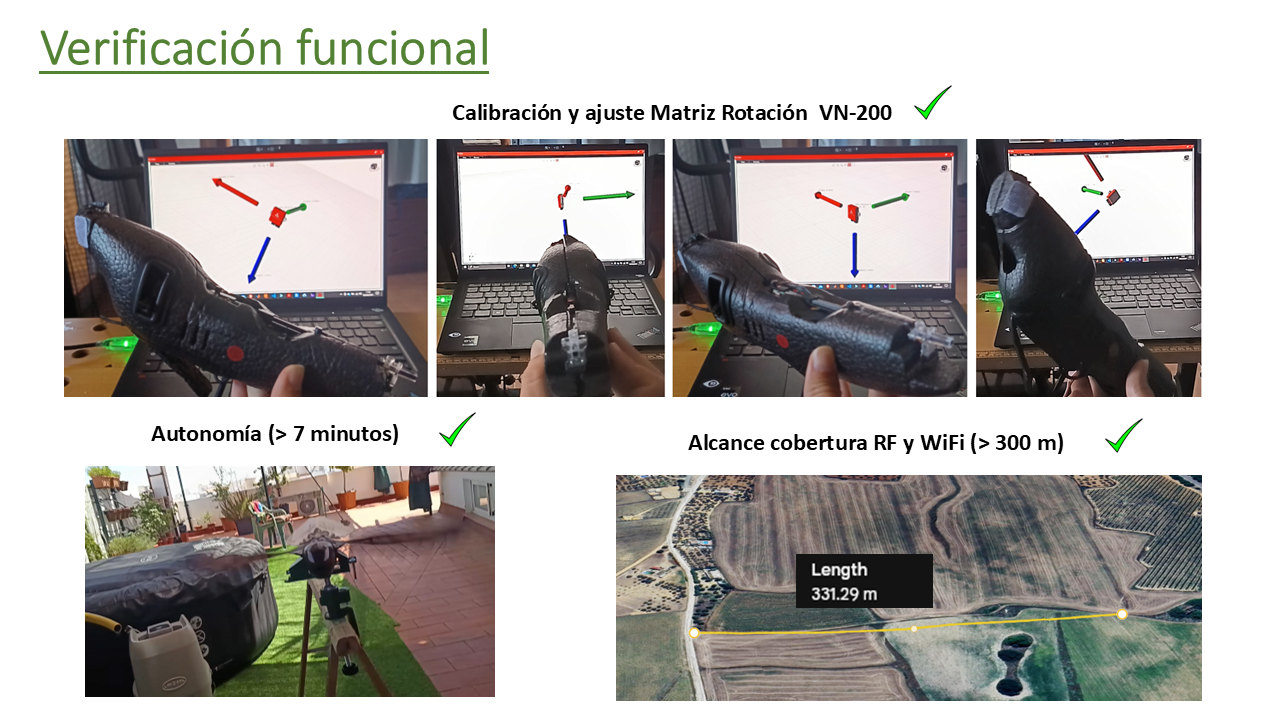 Verificación funcional
Calibración y ajuste Matriz Rotación VN-200
evo
Autonomía (> 7 minutos)
Alcance cobertura RF y WiFi (> 300 m)
Length
331.29 m